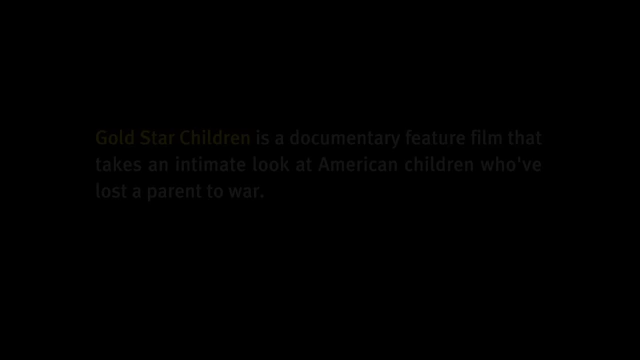 Gold Star Children is a documentary feature film that
takes an intimate look at American children who've
lost a parent to war.